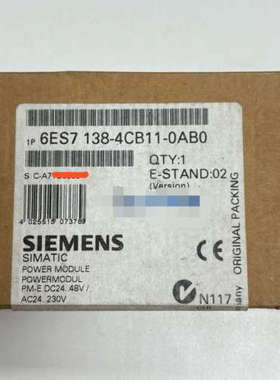 1P 6ES7 138-4CB11-0AB0
S C-A7
QTY:1
E-STAND:02
(Version)
SIEMENS
SIMATIC
POWER MODULE
POWERMODUL
PM-E DC24..48V/
AC24..230V
CE
N117
ORIGINAL PACKING